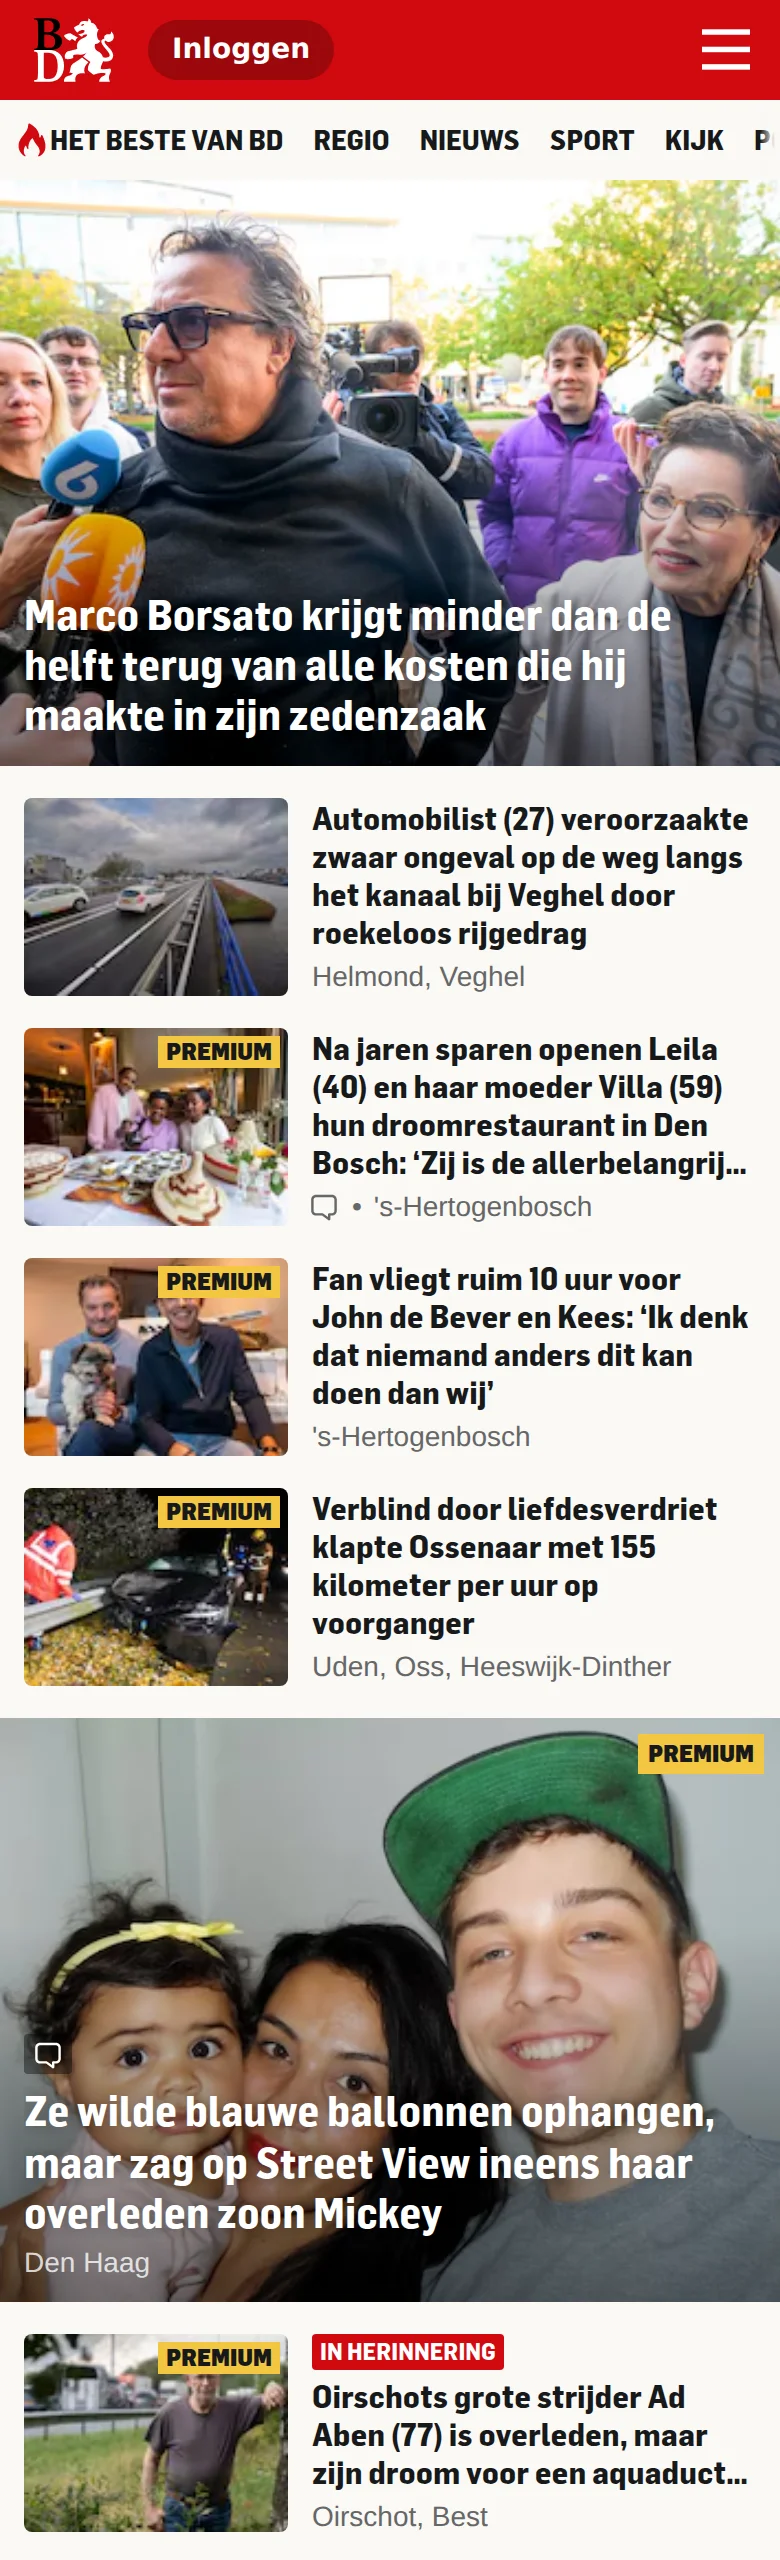 B
D
Inloggen
HET BESTE VAN BD REGIO NIEUWS SPORT KIJK
6
Marco Borsato krijgt minder dan de
helft terug van alle kosten die hij
maakte in zijn zedenzaak
Automobilist (27) veroorzaakte
zwaar ongeval op de weg langs
het kanaal bij Veghel door
roekeloos rijgedrag
Helmond, Veghel
PREMIUM
Na jaren sparen openen Leila
(40) en haar moeder Villa (59)
hun droomrestaurant in Den
Bosch: ‘Zij is de allerbelangrij...
• 's-Hertogenbosch
PREMIUM
Fan vliegt ruim 10 uur voor
John de Bever en Kees: ‘Ik denk
dat niemand anders dit kan
doen dan wij’
's-Hertogenbosch
PREMIUM
Verblind door liefdesverdriet
klapte Ossenaar met 155
kilometer per uur op
voorganger
Uden, Oss, Heeswijk-Dinther
PREMIUM
Ze wilde blauwe ballonnen ophangen,
maar zag op Street View ineens haar
overleden zoon Mickey
Den Haag
PREMIUM
IN HERINNERING
Oirschots grote strijder Ad
Aben (77) is overleden, maar
zijn droom voor een aquaduct...
Oirschot, Best